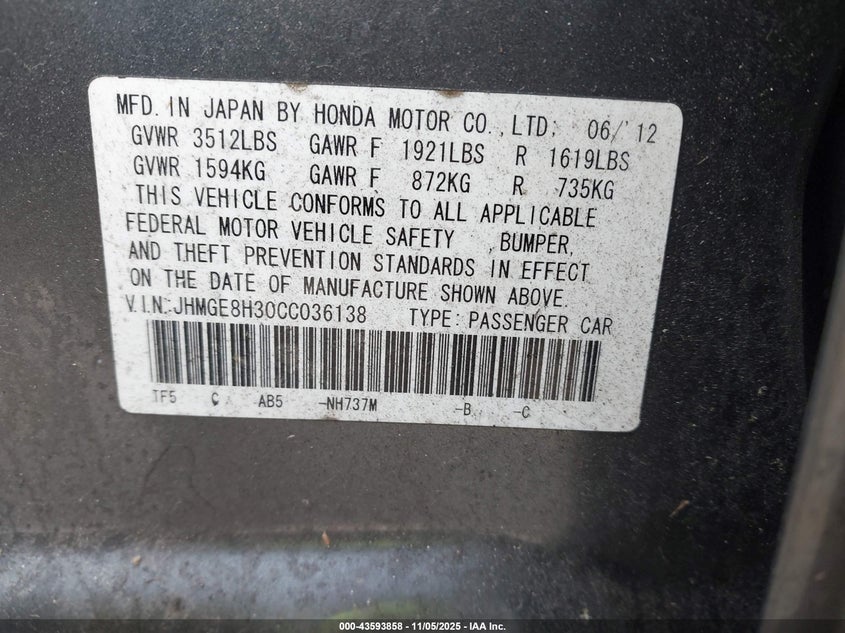 MFD. IN JAPAN BY HONDA MOTOR CO., LTD. 06/'12
GVWR 3512LBS GAWR F 1921LBS R 1619LBS
GVWR 1594KG GAWR F 872KG R 735KG
THIS VEHICLE CONFORMS TO ALL APPLICABLE
FEDERAL MOTOR VEHICLE SAFETY ,BUMPER,
AND THEFT PREVENTION STANDARDS IN EFFECT
ON THE DATE OF MANUFACTURE SHOWN ABOVE.
V.I.N.:JHMGE8H30CC036138 TYPE:PASSENGER CAR
TF5 C AB5 -NH737M -B -C
000-43593858 - 11/05/2025 - IAA Inc.